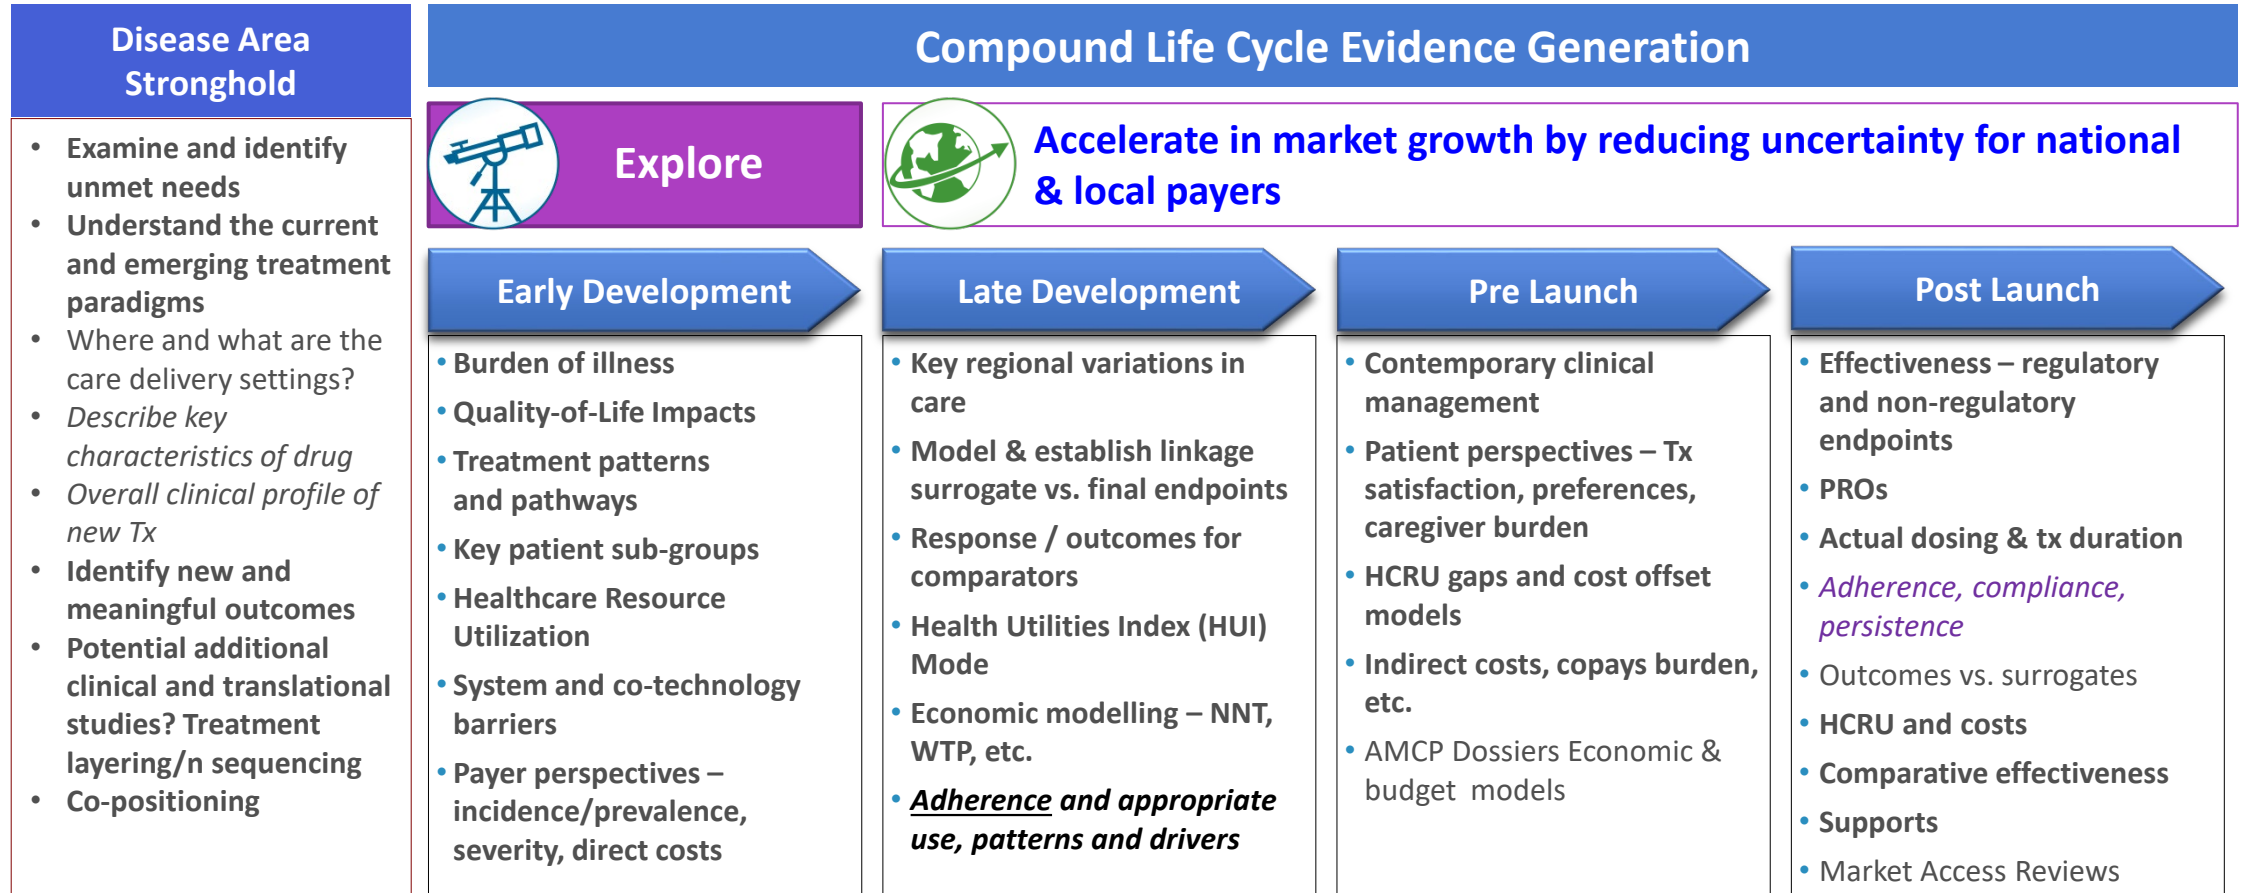 Disease Area
Stronghold
• Examine and identify
unmet needs
• Understand the current
and emerging treatment
paradigms
• Where and what are the
care delivery settings?
• Describe key
characteristics of drug
• Overall clinical profile of
new Tx
• Identify new and
meaningful outcomes
• Potential additional
clinical and translational
studies? Treatment
layering/n sequencing
• Co-positioning
Compound Life Cycle Evidence Generation
Explore
Accelerate in market growth by reducing uncertainty for national
& local payers
Early Development
• Burden of illness
• Quality-of-Life Impacts
• Treatment patterns
and pathways
• Key patient sub-groups
• Healthcare Resource
Utilization
• System and co-technology
barriers
• Payer perspectives –
incidence/prevalence,
severity, direct costs
Late Development
• Key regional variations in
care
• Model & establish linkage
surrogate vs. final endpoints
• Response / outcomes for
comparators
• Health Utilities Index (HUI)
Mode
• Economic modelling – NNT,
WTP, etc.
• Adherence and appropriate
use, patterns and drivers
Pre Launch
• Contemporary clinical
management
• Patient perspectives – Tx
satisfaction, preferences,
caregiver burden
• HCRU gaps and cost offset
models
• Indirect costs, copays burden,
etc.
• AMCP Dossiers Economic &
budget models
Post Launch
• Effectiveness – regulatory
and non-regulatory
endpoints
• PROs
• Actual dosing & tx duration
• Adherence, compliance,
persistence
• Outcomes vs. surrogates
• HCRU and costs
• Comparative effectiveness
• Supports
• Market Access Reviews